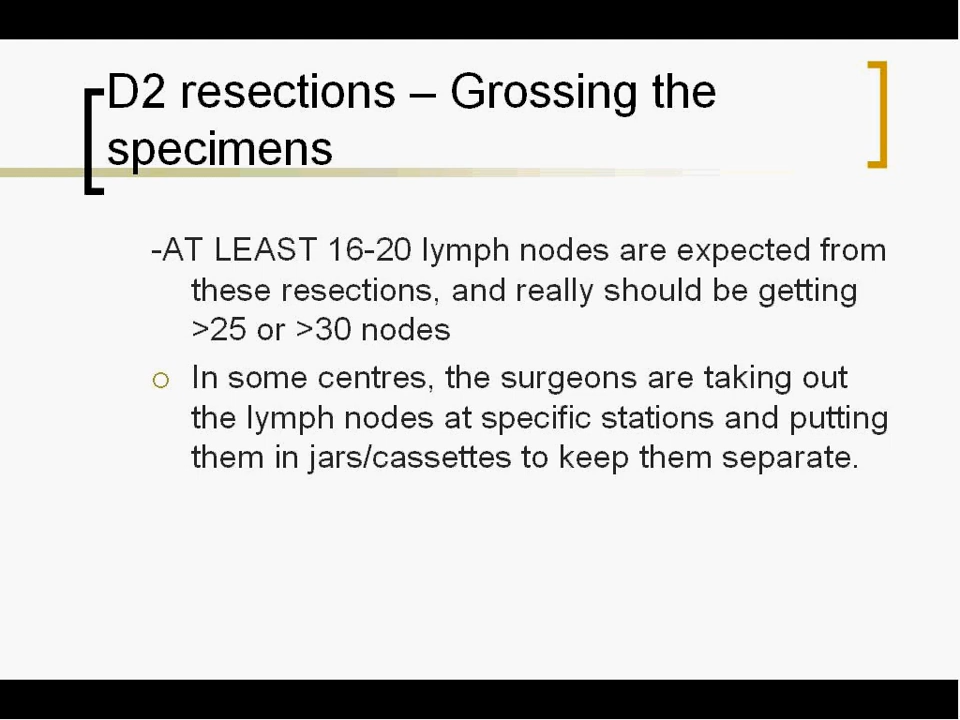 D2 resections – Grossing the
specimens
-AT LEAST 16-20 lymph nodes are expected from
these resections, and really should be getting
>25 or >30 nodes
In some centres, the surgeons are taking out
the lymph nodes at specific stations and putting
them in jars/cassettes to keep them separate.